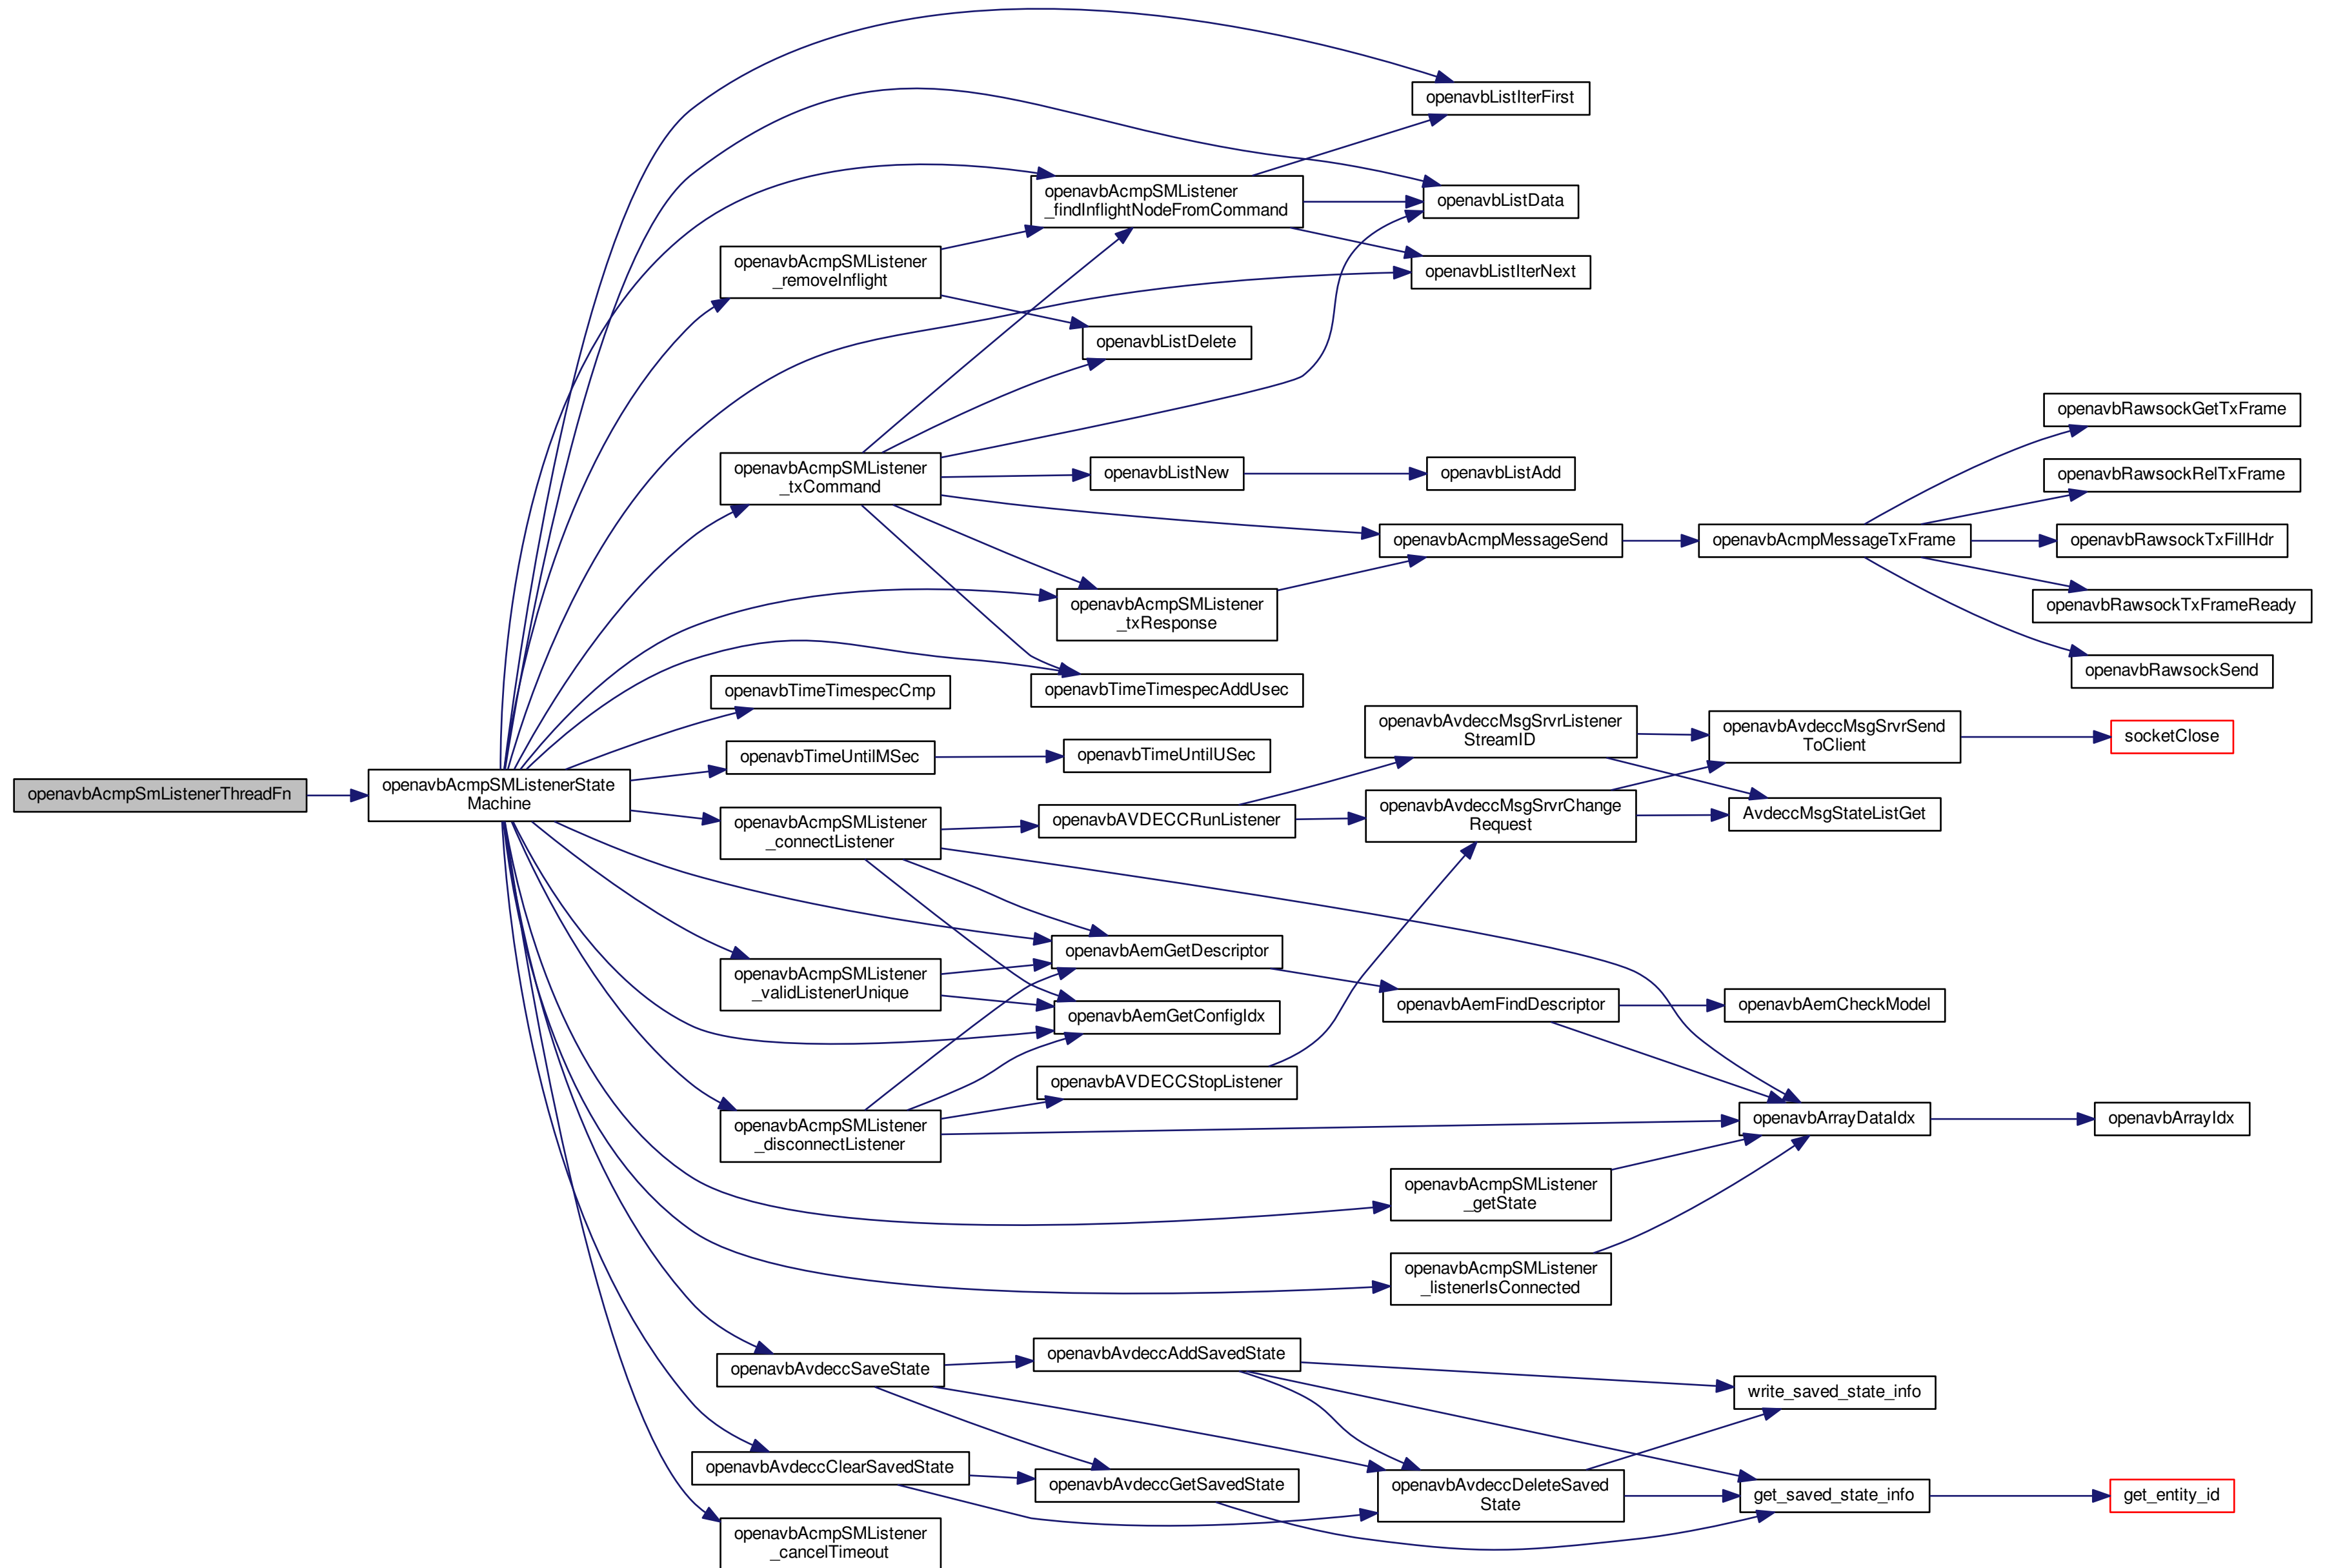 openavbListIterFirst
openavbAcmpSMListener
_findInflightNodeFromCommand
openavbListData
openavbAcmpSMListener
_removeInflight
openavbListIterNext
openavbListDelete
openavbRawsockGetTxFrame
openavbAcmpSMListener
_txCommand
openavbListNew
openavbListAdd
openavbRawsockRelTxFrame
openavbAcmpMessageSend
openavbAcmpMessageTxFrame
openavbRawsockTxFillHdr
openavbAcmpSMListener
_txResponse
openavbRawsockTxFrameReady
openavbRawsockSend
openavbTimeTimespecCmp
openavbTimeTimespecAddUsec
openavbAvdeccMsgSrvrListener
StreamID
openavbAvdeccMsgSrvrSend
ToClient
socketClose
openavbTimeUntilMSec
openavbTimeUntilUSec
openavbAcmpSmListenerThreadFn
openavbAcmpSMListenerState
Machine
openavbAcmpSMListener
_connectListener
openavbAVDECCRunListener
openavbAvdeccMsgSrvrChange
Request
AvdeccMsgStateListGet
openavbAemGetDescriptor
openavbAcmpSMListener
_validListenerUnique
openavbAemGetConfigIdx
openavbAemFindDescriptor
openavbAemCheckModel
openavbAVDECCStopListener
openavbAcmpSMListener
_disconnectListener
openavbArrayDataIdx
openavbArrayIdx
openavbAcmpSMListener
_getState
openavbAcmpSMListener
_listenerIsConnected
openavbAvdeccSaveState
openavbAvdeccAddSavedState
write_saved_state_info
openavbAvdeccClearSavedState
openavbAvdeccGetSavedState
openavbAvdeccDeleteSaved
State
get_saved_state_info
get_entity_id
openavbAcmpSMListener
_cancelTimeout